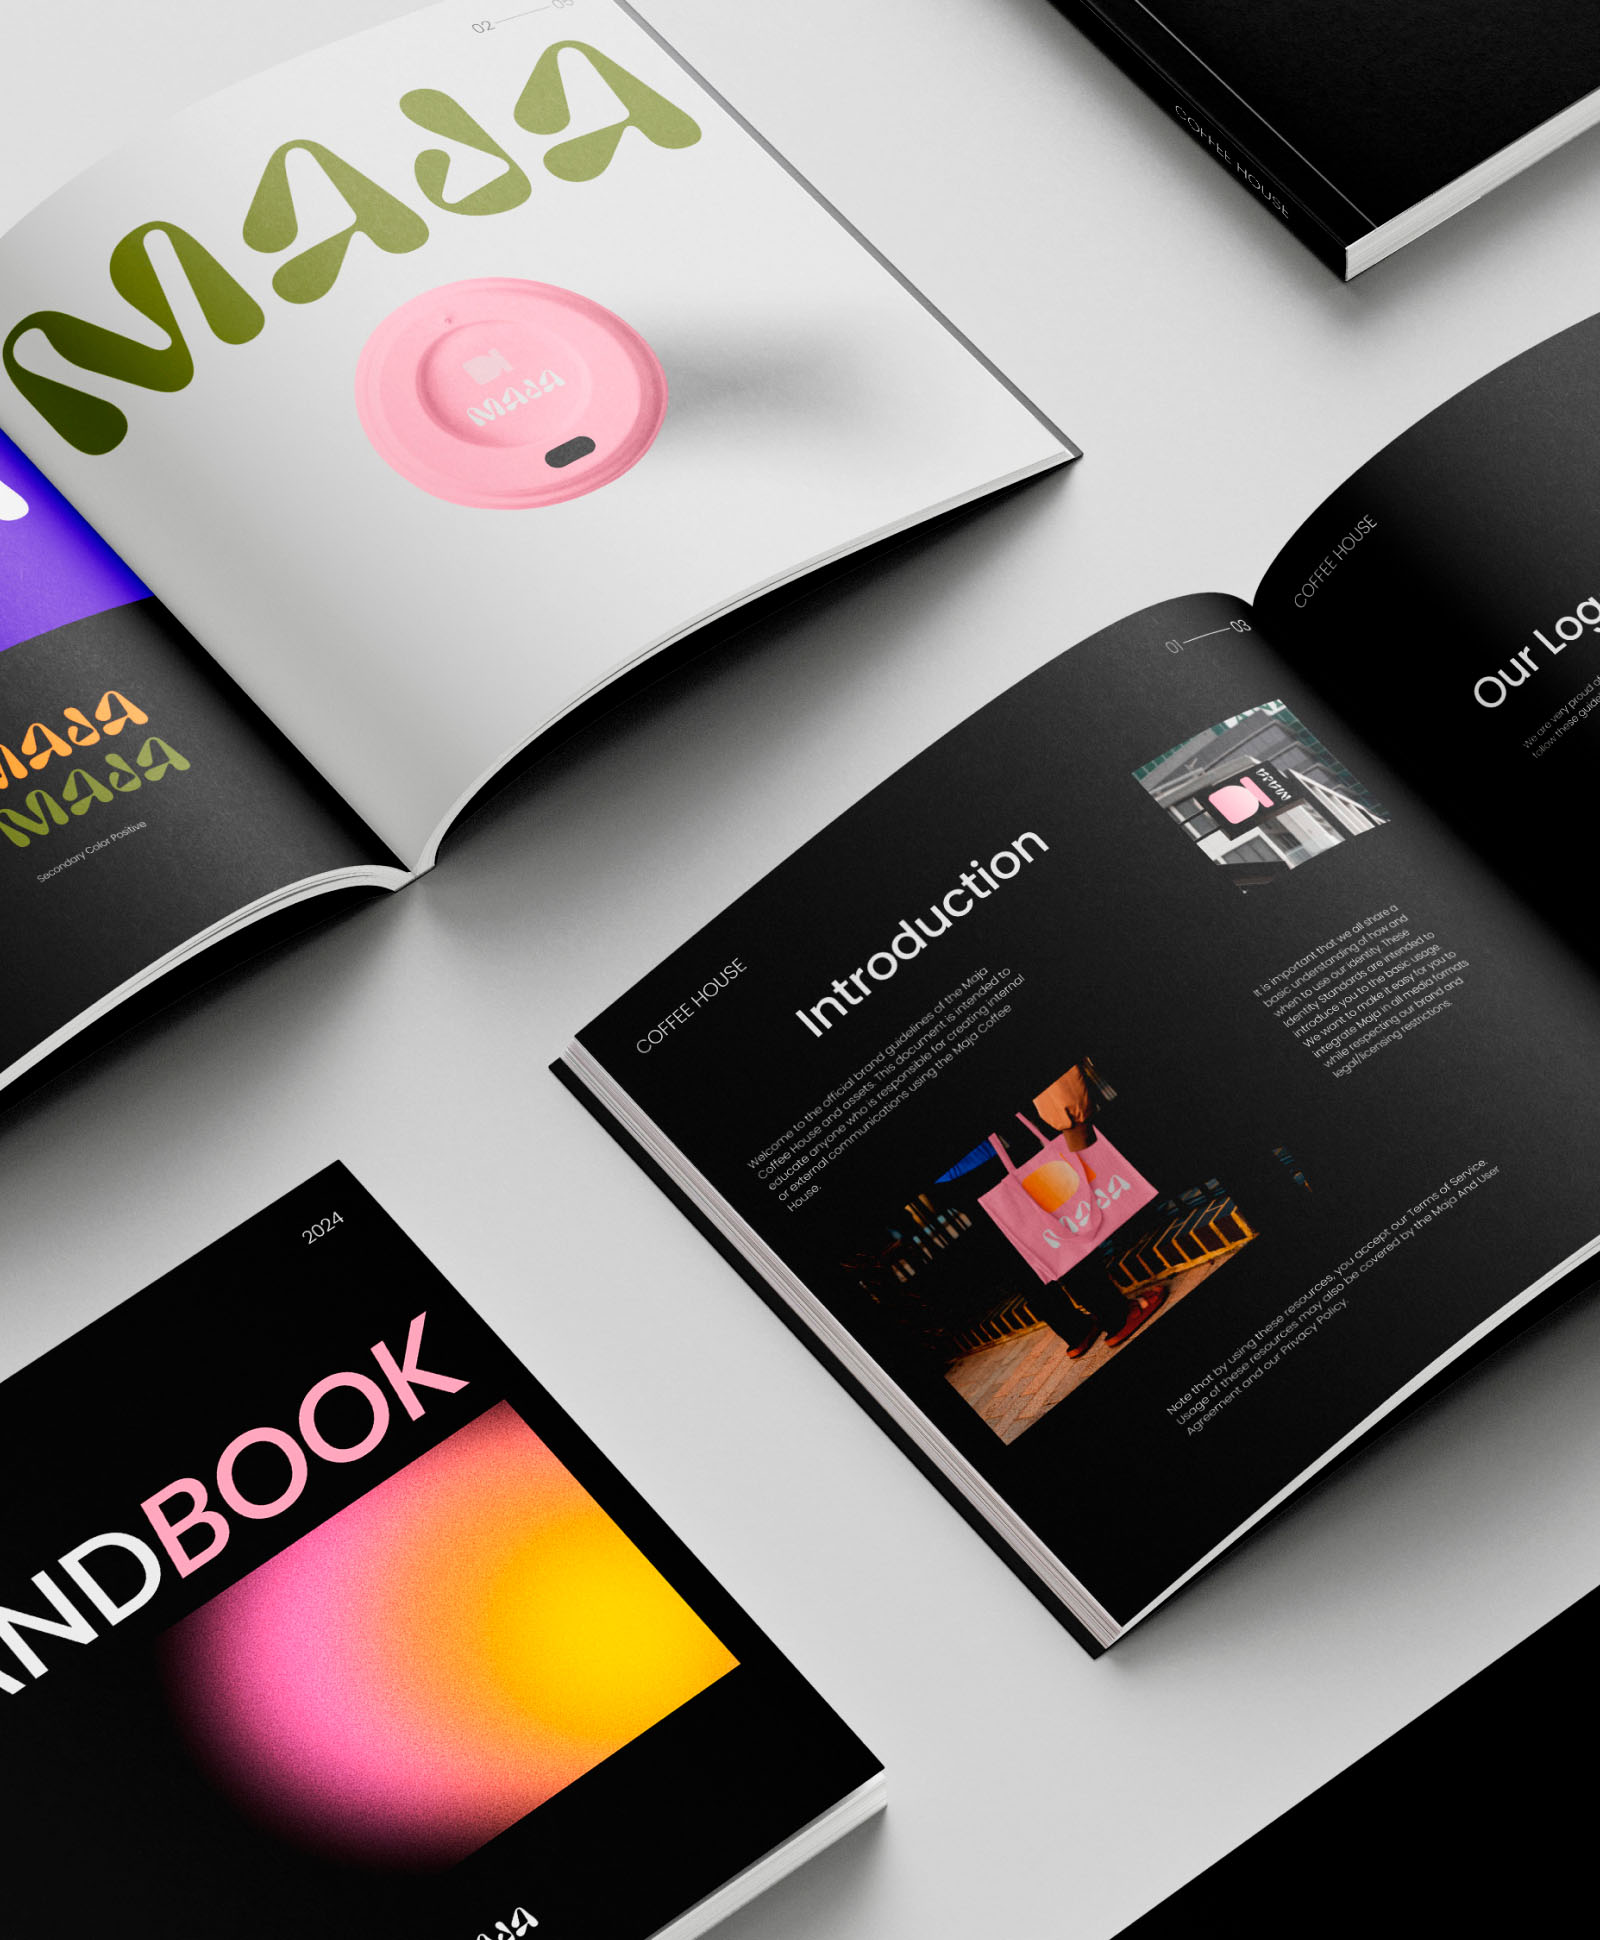 02 — 05
MAJA
MAJA
MAJA
MAJA
Secondary Color Positive
COFFEE HOUSE
COFFEE HOUSE
Our Log
We are very proud of
follow these guide
01 — 03
MAJA
COFFEE HOUSE
Introduction
Welcome to the official brand guidelines of the Maja
Coffee House and assets. This document is intended to
educate anyone who is responsible for creating internal
or external communications using the Maja Coffee
House.
It is important that we all share a
basic understanding of how and
when to use our identity. These
Identity Standards are intended to
introduce you to the basic usage.
We want to make it easy for you to
integrate Maja in all media formats
while respecting our brand and
legal/licensing restrictions.
MAJA
Note that by using these resources, you accept our Terms of Service.
Usage of these resources may also be covered by the Maja And User
Agreement and our Privacy Policy.
2024
ANDBOOK